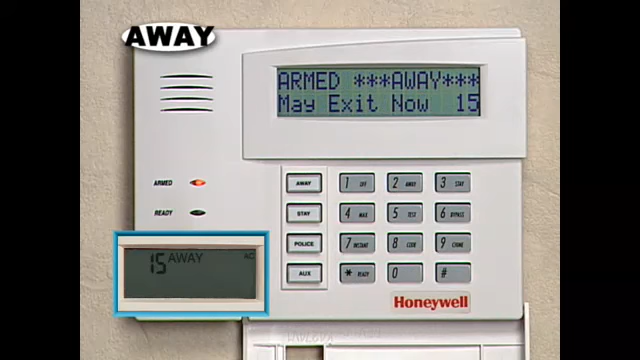 AWAY
ARMED ***AWAY***
May Exit Now 15
ARMED
AWAY
1 OFF
2 AWAY
3 STAY
READY
STAY
4 MAX
5 TEST
6 BYPASS
POLICE
7 INSTANT
8 CODE
9 CHIME
AUX
* READY
0
#
15 AWAY AC
Honeywell